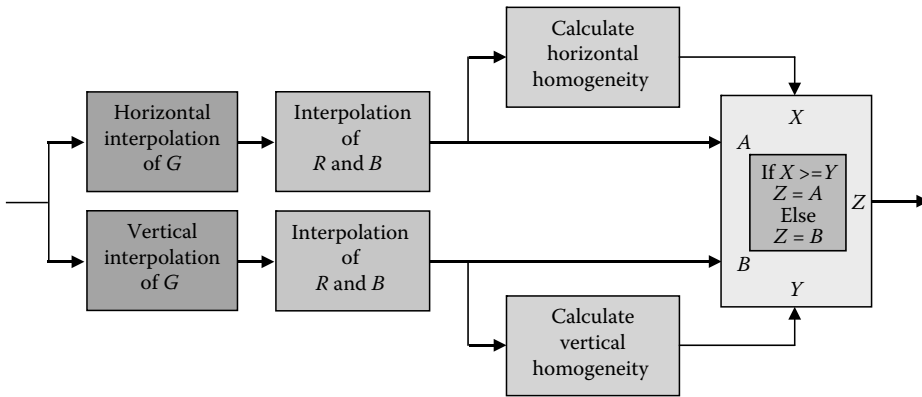 Calculate
horizontal
homogeneity
Horizontal
interpolation
of G
Interpolation
of
R and B
X
A
If X >=Y
Z = A
Else
Z = B
Z
Vertical
interpolation
of G
Interpolation
of
R and B
B
Y
Calculate
vertical
homogeneity